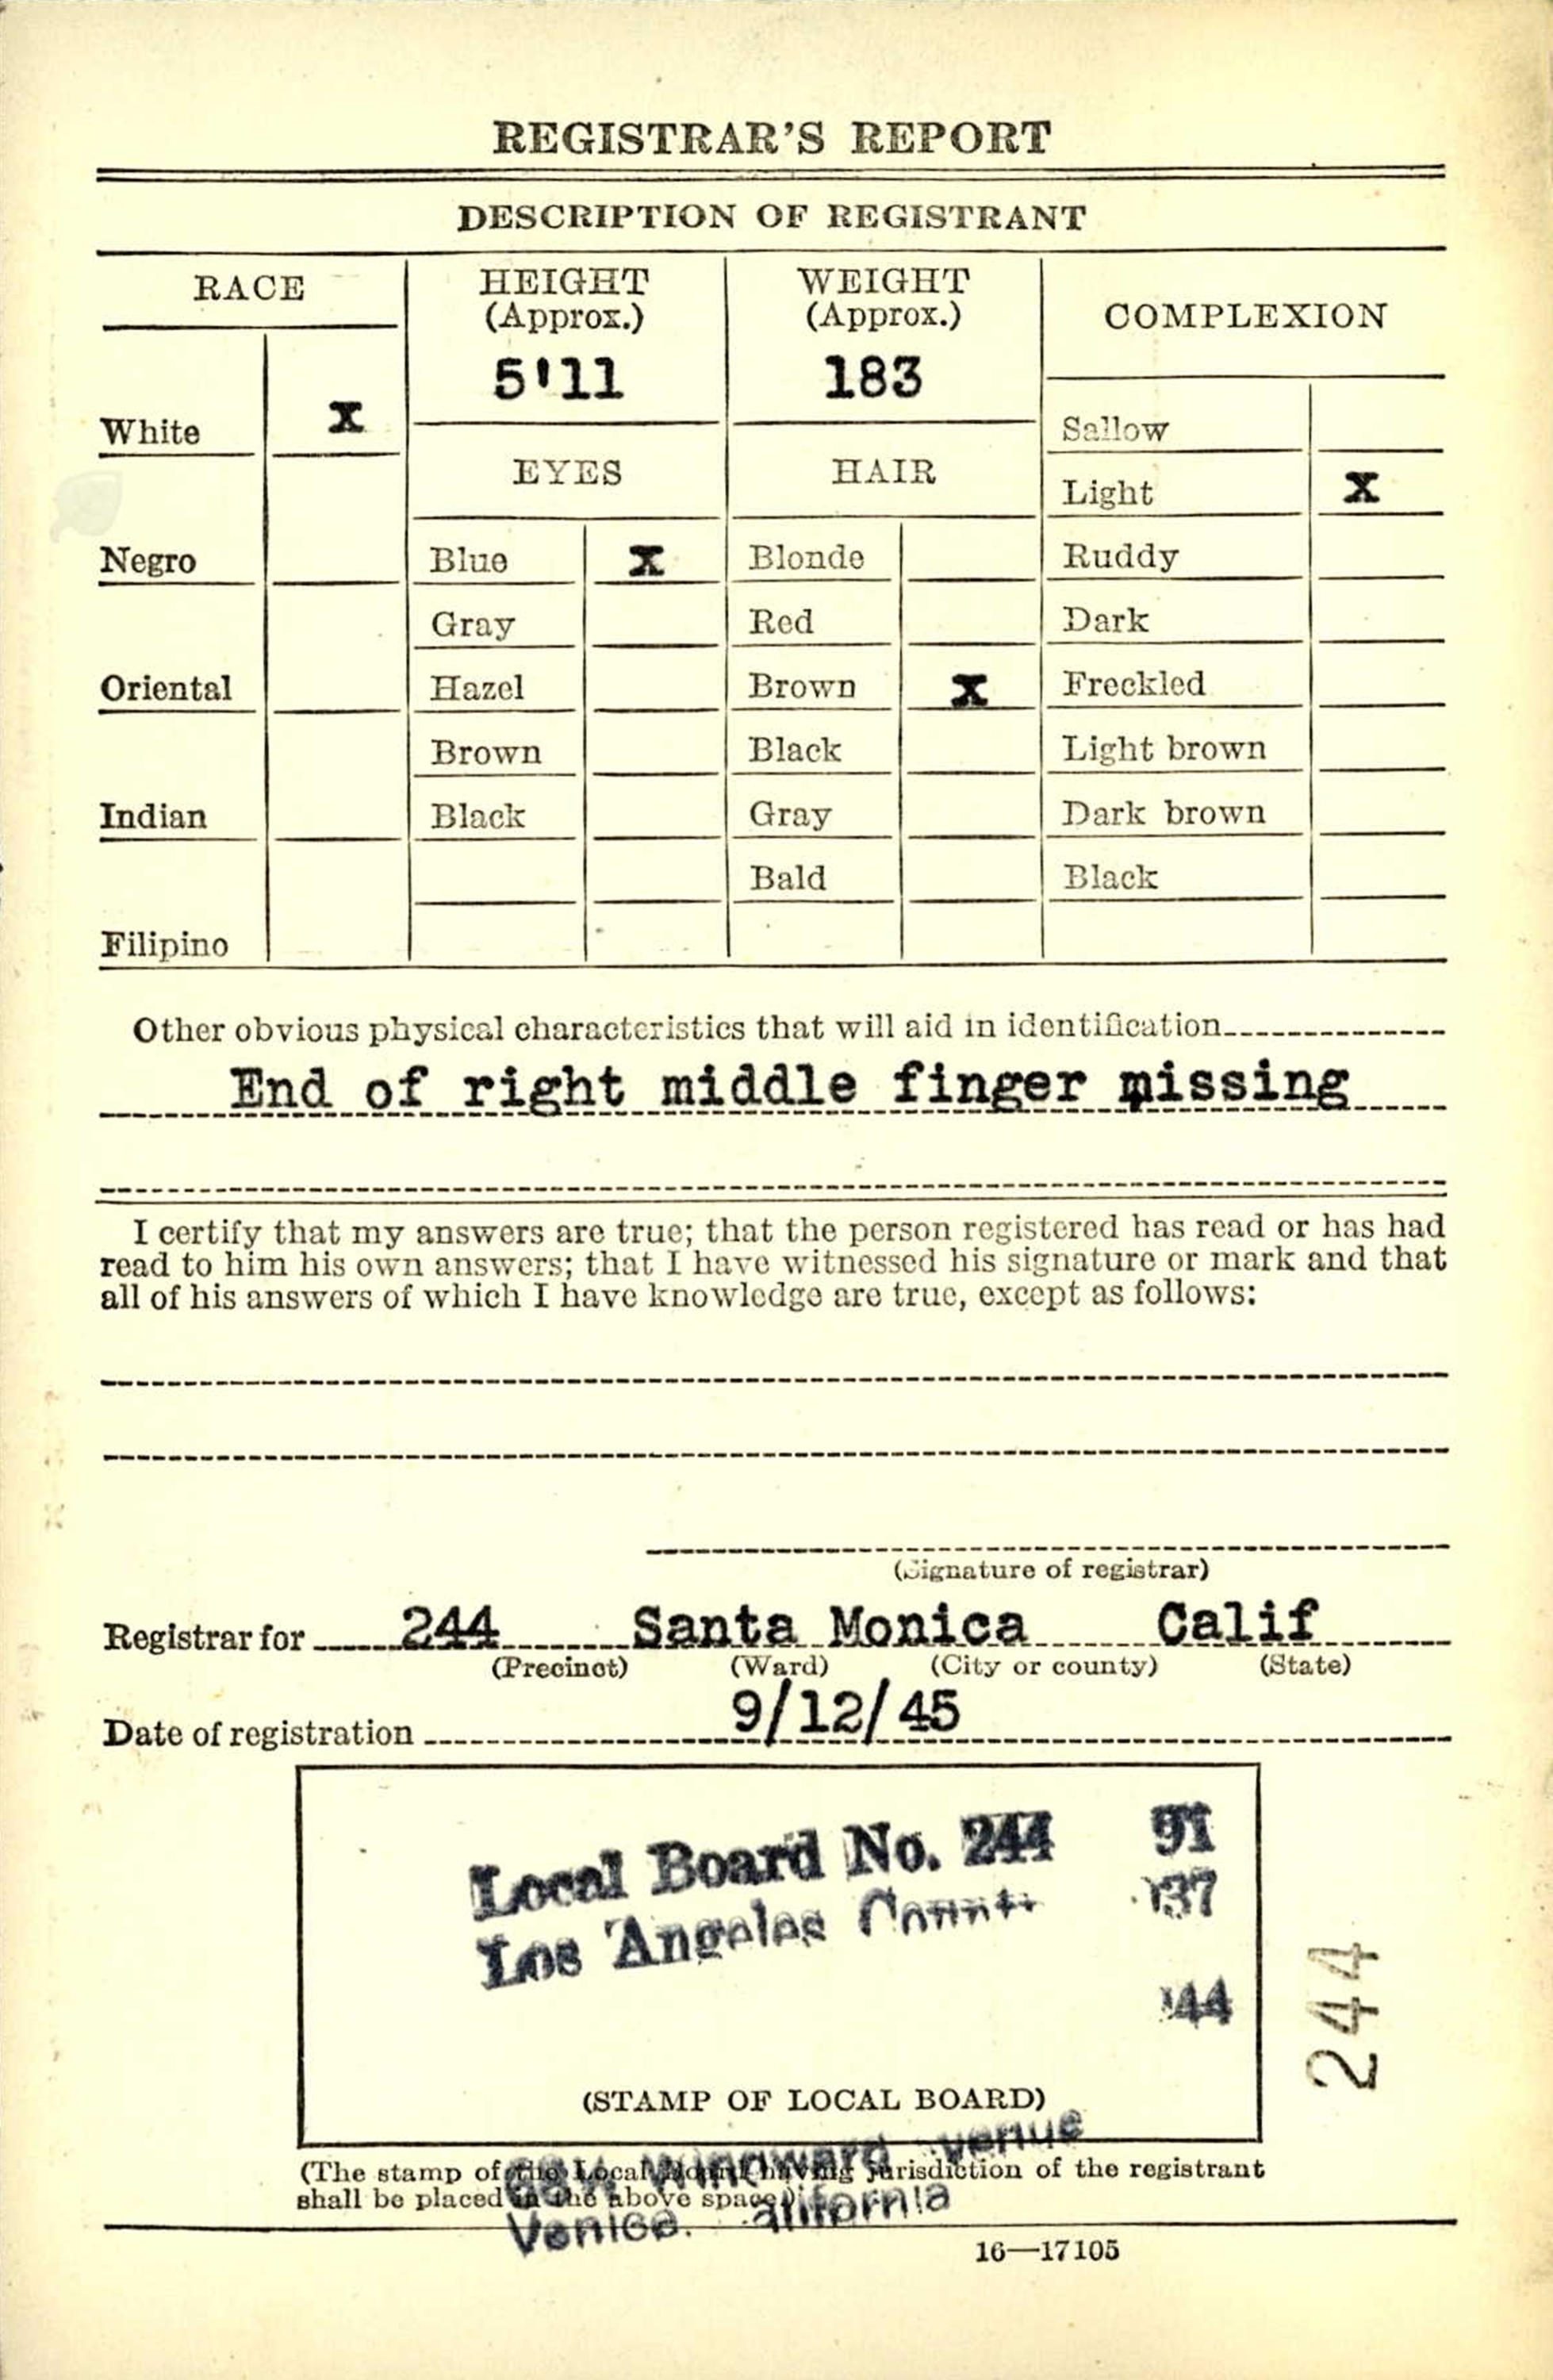 REGISTRAR'S REPORT
DESCRIPTION OF REGISTRANT
RACE
HEIGHT
(Approx.)
WEIGHT
(Approx.)
COMPLEXION
5'11
183
White X
Sallow
EYES
HAIR
Light X
Negro
Blue X
Blonde
Ruddy
Gray
Red
Dark
Oriental
Hazel
Brown X
Freckled
Brown
Black
Light brown
Indian
Black
Gray
Dark brown
Bald
Black
Filipino
Other obvious physical characteristics that will aid in identification
End of right middle finger missing
I certify that my answers are true; that the person registered has read or has had
read to him his own answers; that I have witnessed his signature or mark and that
all of his answers of which I have knowledge are true, except as follows:
(Signature of registrar)
Registrar for 244 Santa Monica Calif
(Precinct) (Ward) (City or county) (State)
Date of registration 9/12/45
Local Board No. 244 91
Los Angeles County 137
244
(STAMP OF LOCAL BOARD)
Windward
(The stamp of the Local Board having jurisdiction of the registrant
shall be placed in the above space.)
Venice. California
16—17105